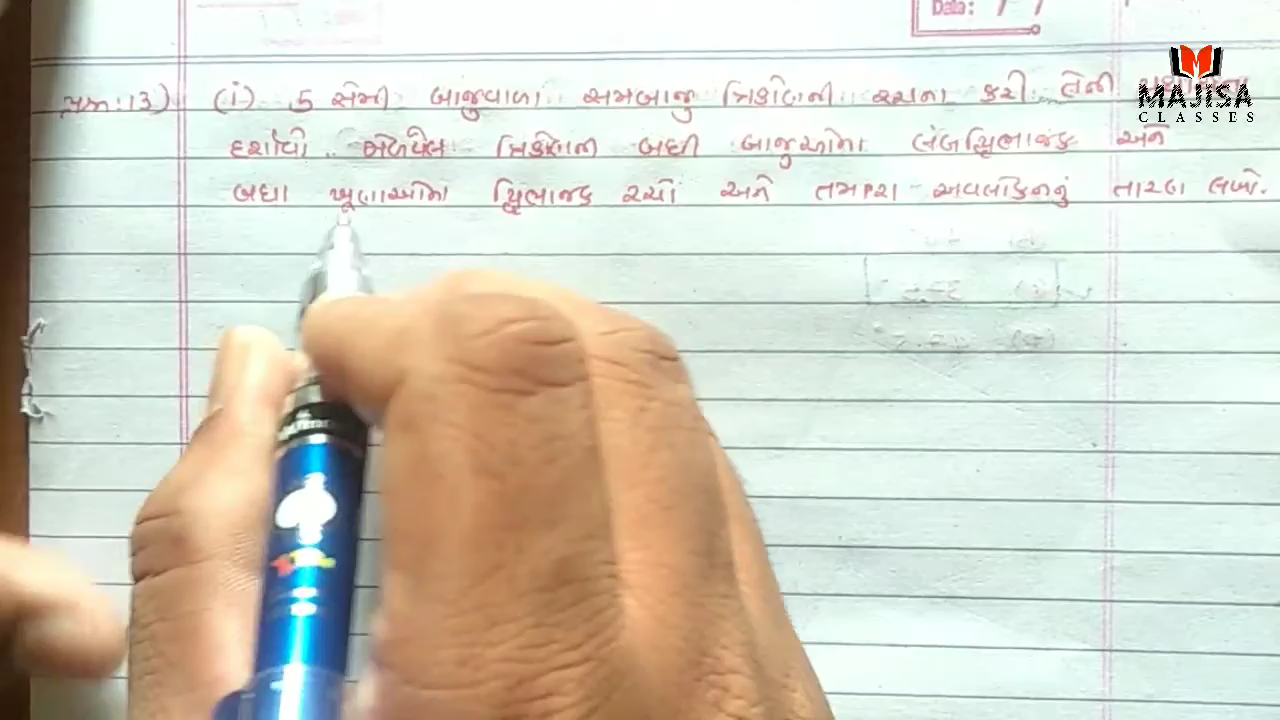 Date: / /
પ્રશ્ન: 13) (i) 5 સેમી બાજુવાળા સમબાજુ ત્રિકોણની રચના કરી તેની
દર્શાવો . મળેલ ત્રિકોણની બધી બાજુઓના લંબદ્વિભાજક અને
બધા ખૂણાઓના દ્વિભાજક રચો અને તમારા અવલોકનનું તારણ લખો.
MAJISA
CLASSES